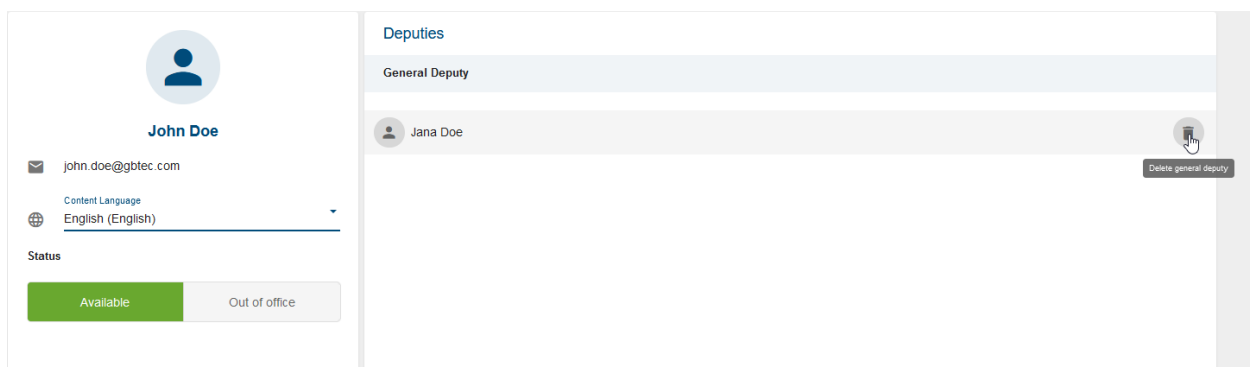 John Doe
john.doe@gbtec.com
Content Language
English (English)
Status
Available
Out of office
Deputies
General Deputy
Jana Doe
Delete general deputy